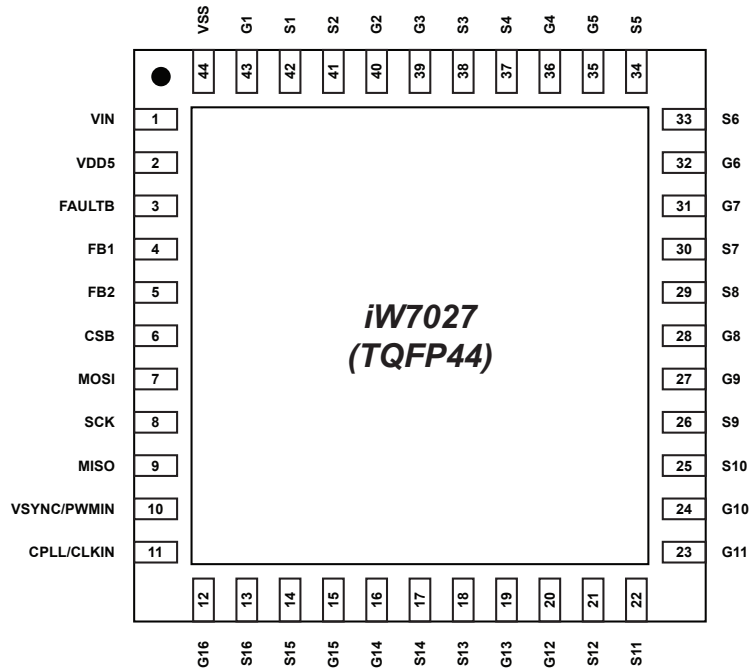 VSS G1 S1 S2 G2 G3 S3 S4 G4 G5 S5
44 43 42 41 40 39 38 37 36 35 34
VIN 1 33 S6
VDD5 2 32 G6
FAULTB 3 31 G7
FB1 4 30 S7
FB2 5 29 S8
CSB 6 28 G8
MOSI 7 27 G9
SCK 8 26 S9
MISO 9 25 S10
VSYNC/PWMIN 10 24 G10
CPLL/CLKIN 11 23 G11
iW7027
(TQFP44)
12 13 14 15 16 17 18 19 20 21 22
G16 S16 S15 G15 G14 S14 S13 G13 G12 S12 S11